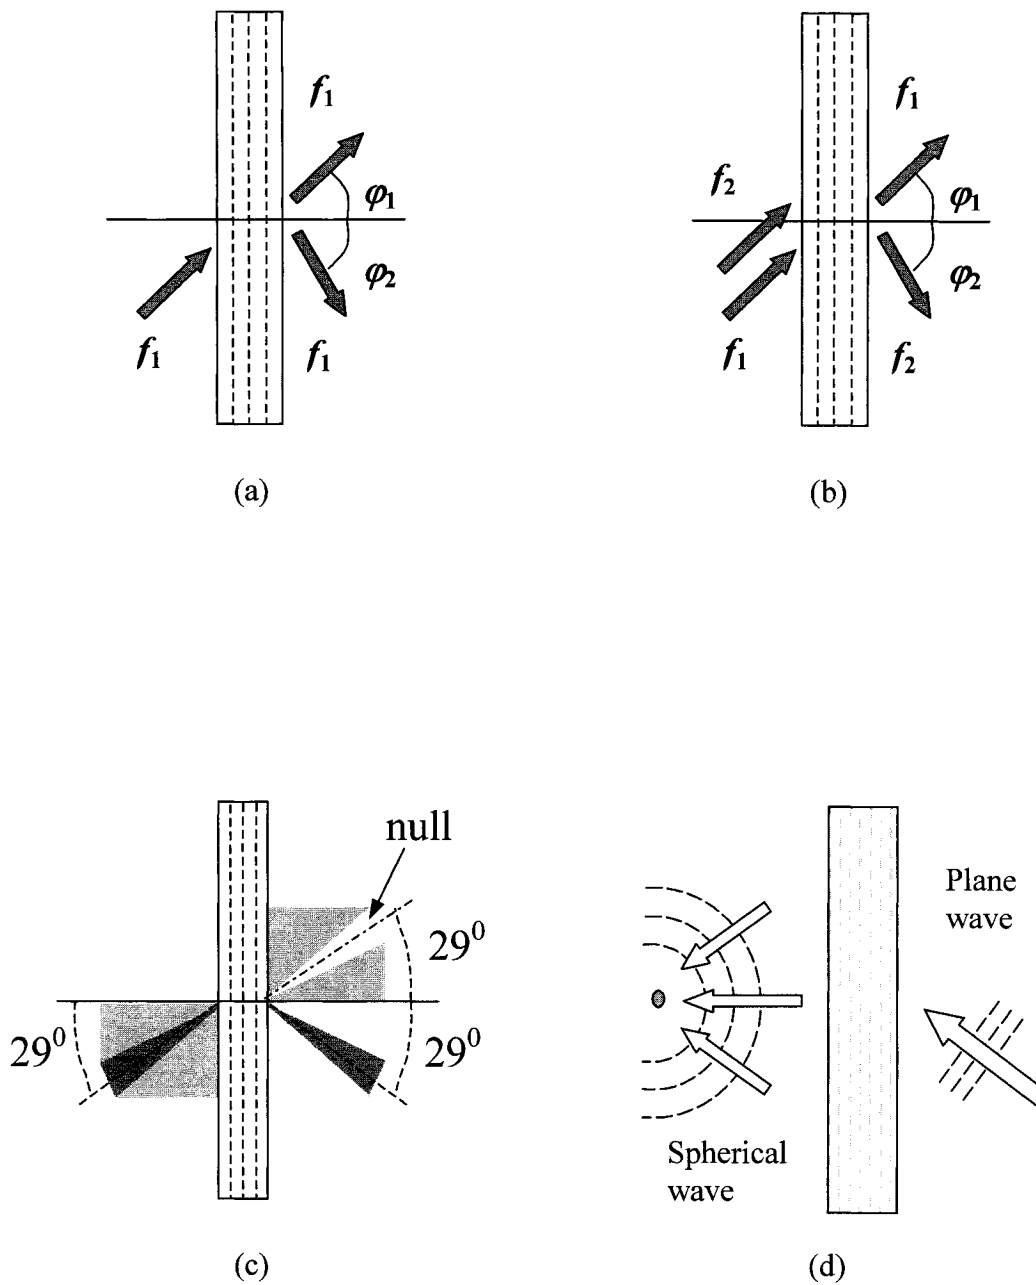 f₁
φ₁
φ₂
f₁
f₁
(a)
f₁
f₂
φ₁
φ₂
f₁
f₂
(b)
null
29⁰
29⁰
29⁰
(c)
Plane
wave
Spherical
wave
(d)